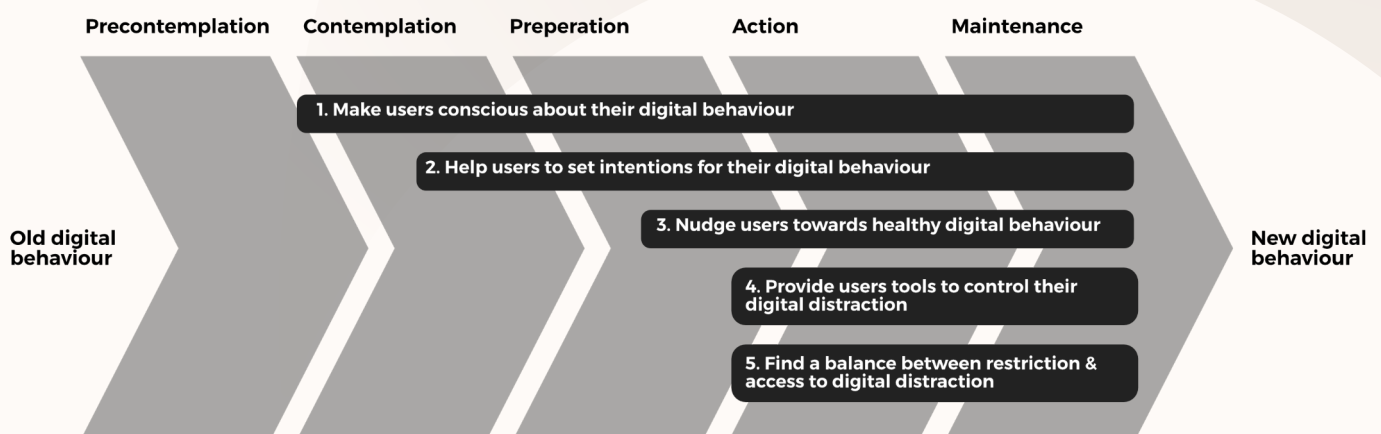 Precontemplation
Contemplation
Preperation
Action
Maintenance
1. Make users conscious about their digital behaviour
2. Help users to set intentions for their digital behaviour
3. Nudge users towards healthy digital behaviour
Old digital
behaviour
New digital
behaviour
4. Provide users tools to control their
digital distraction
5. Find a balance between restriction &
access to digital distraction